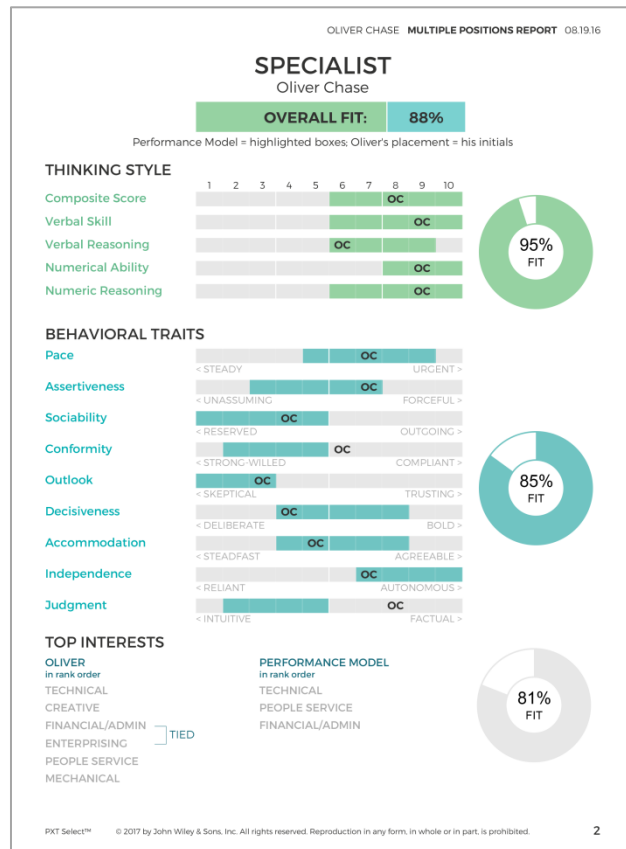 OLIVER CHASE MULTIPLE POSITIONS REPORT 08.19.16
SPECIALIST
Oliver Chase
OVERALL FIT: 88%
Performance Model = highlighted boxes; Oliver's placement = his initials
THINKING STYLE
1 2 3 4 5 6 7 8 9 10
Composite Score OC
Verbal Skill OC
Verbal Reasoning OC
Numerical Ability OC
Numeric Reasoning OC
95%
FIT
BEHAVIORAL TRAITS
Pace OC
< STEADY URGENT >
Assertiveness OC
< UNASSUMING FORCEFUL >
Sociability OC
< RESERVED OUTGOING >
Conformity OC
< STRONG-WILLED COMPLIANT >
Outlook OC
< SKEPTICAL TRUSTING >
Decisiveness OC
< DELIBERATE BOLD >
Accommodation OC
< STEADFAST AGREEABLE >
Independence OC
< RELIANT AUTONOMOUS >
Judgment OC
< INTUITIVE FACTUAL >
85%
FIT
TOP INTERESTS
OLIVER PERFORMANCE MODEL
in rank order in rank order
TECHNICAL TECHNICAL
CREATIVE PEOPLE SERVICE
FINANCIAL/ADMIN FINANCIAL/ADMIN
TIED
ENTERPRISING
PEOPLE SERVICE
MECHANICAL
81%
FIT
PXT Select™ © 2017 by John Wiley & Sons, Inc. All rights reserved. Reproduction in any form, in whole or in part, is prohibited. 2